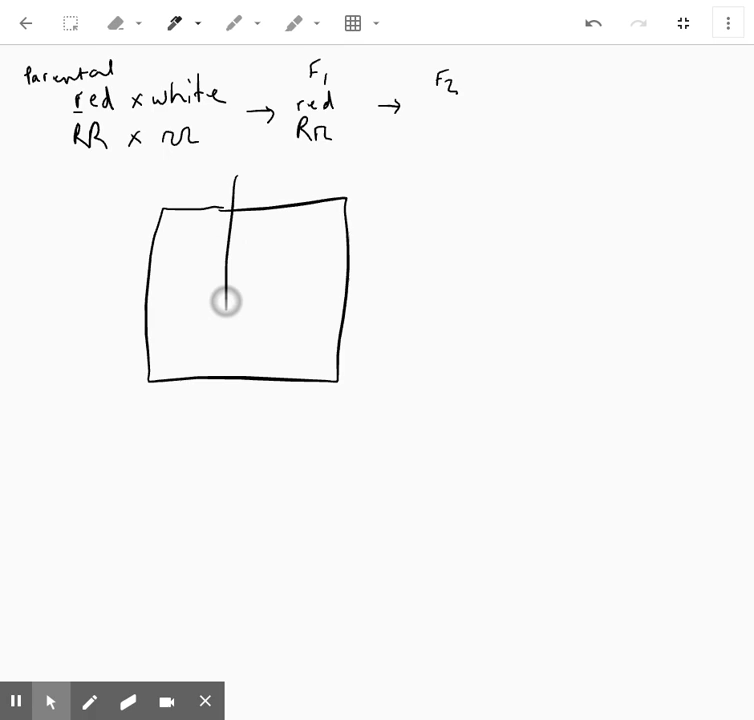 Parental
red x white → F1 red → F2
RR x rr Rr